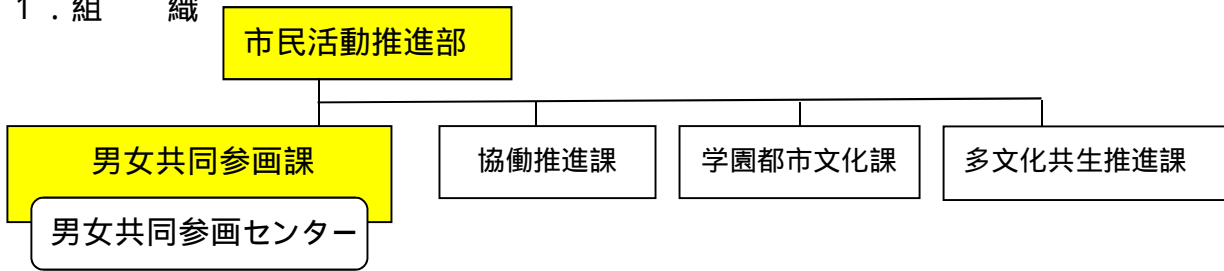 １．組　　織
市民活動推進部
男女共同参画課
協働推進課
学園都市文化課
多文化共生推進課
男女共同参画センター